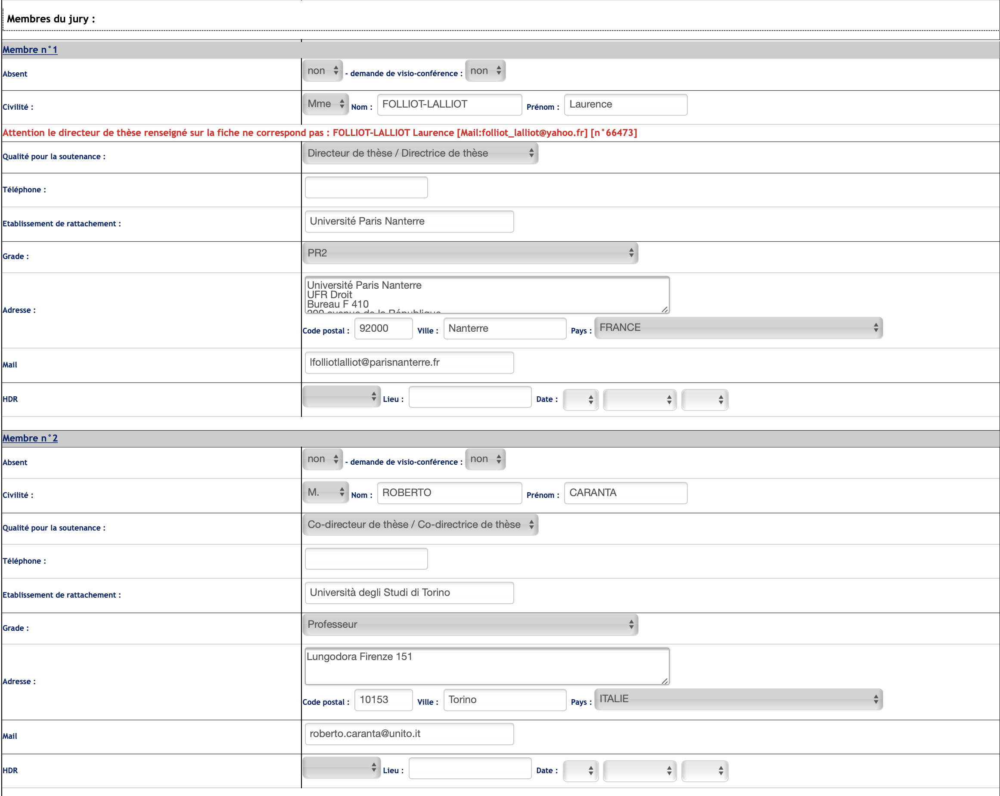 Membres du jury :
Membre n°1
Absent non - demande de visio-conférence : non
Civilité : Mme Nom : FOLLIOT-LALLIOT Prénom : Laurence
Attention le directeur de thèse renseigné sur la fiche ne correspond pas : FOLLIOT-LALLIOT Laurence [Mail:folliot_lalliot@yahoo.fr] [n°66473]
Qualité pour la soutenance : Directeur de thèse / Directrice de thèse
Téléphone :
Etablissement de rattachement : Université Paris Nanterre
Grade : PR2
Adresse : Université Paris Nanterre
UFR Droit
Bureau F 410
200 avenue de la République
Code postal : 92000 Ville : Nanterre Pays : FRANCE
Mail lfolliotlalliot@parisnanterre.fr
HDR Lieu : Date :
Membre n°2
Absent non - demande de visio-conférence : non
Civilité : M. Nom : ROBERTO Prénom : CARANTA
Qualité pour la soutenance : Co-directeur de thèse / Co-directrice de thèse
Téléphone :
Etablissement de rattachement : Università degli Studi di Torino
Grade : Professeur
Adresse : Lungodora Firenze 151
Code postal : 10153 Ville : Torino Pays : ITALIE
Mail roberto.caranta@unito.it
HDR Lieu : Date :